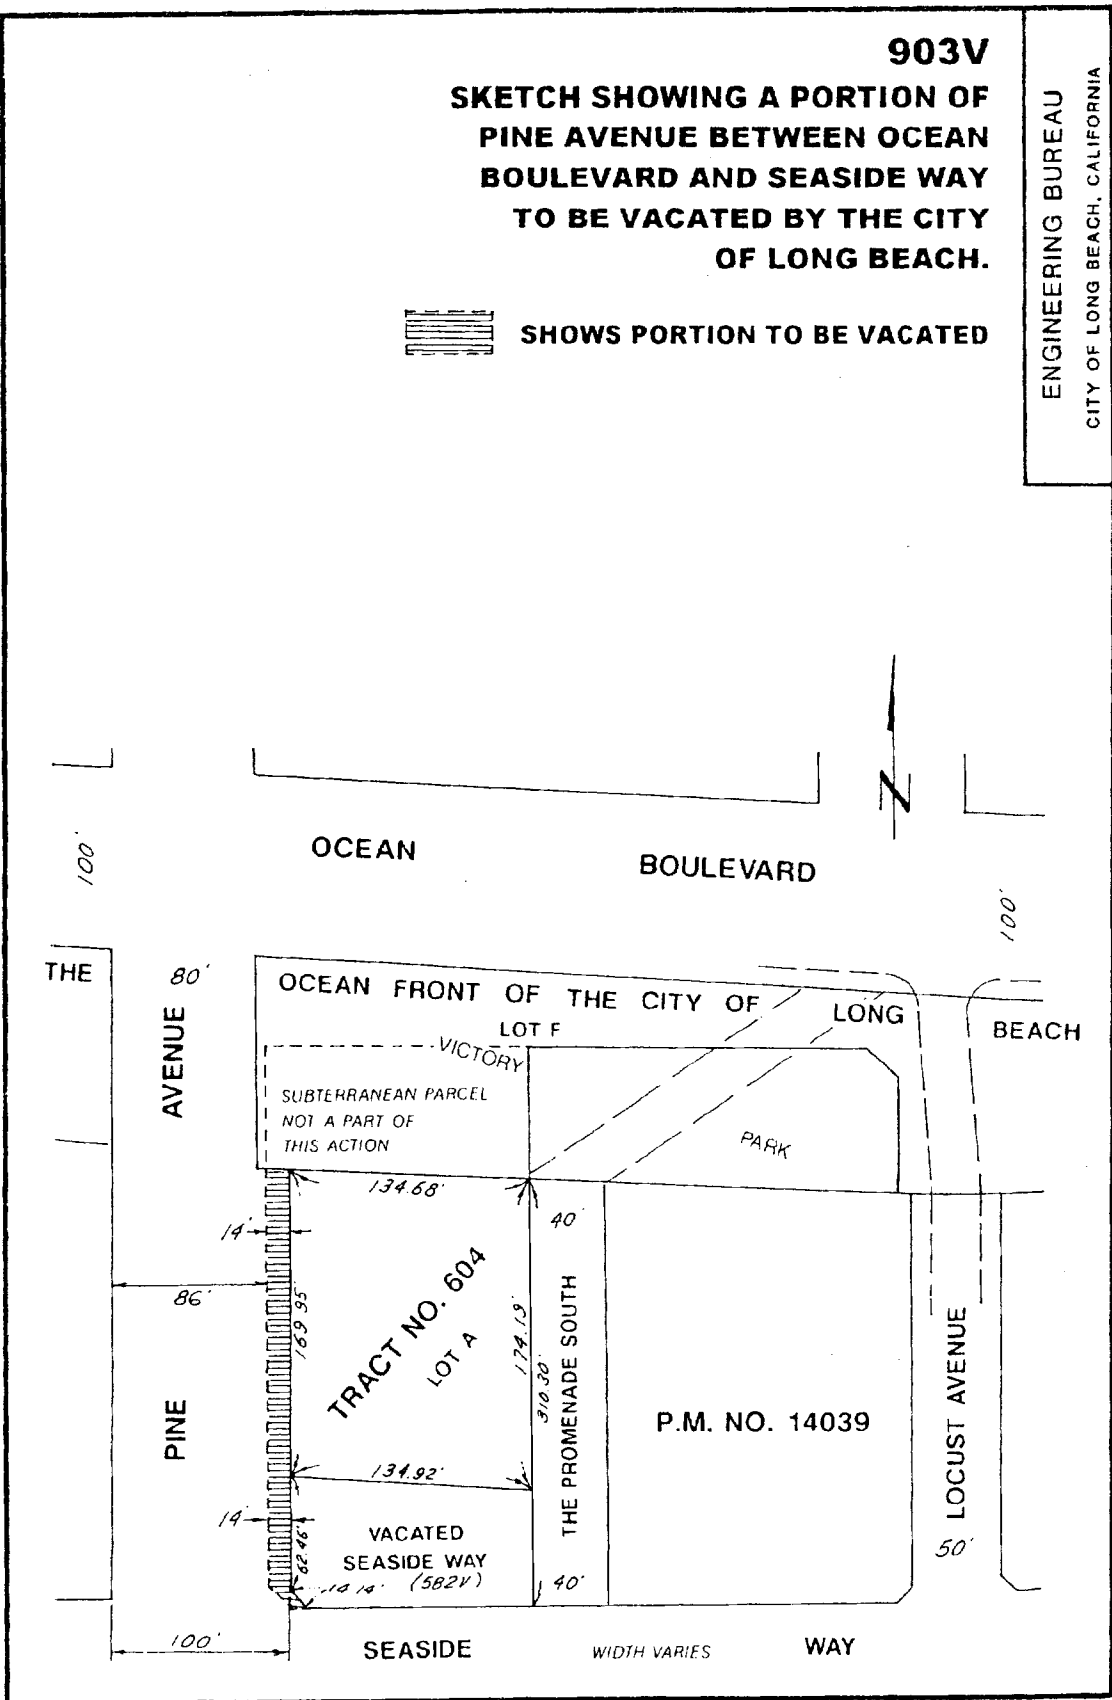 903V
SKETCH SHOWING A PORTION OF
PINE AVENUE BETWEEN OCEAN
BOULEVARD AND SEASIDE WAY
TO BE VACATED BY THE CITY
OF LONG BEACH.
SHOWS PORTION TO BE VACATED
ENGINEERING BUREAU
CITY OF LONG BEACH, CALIFORNIA
N
100'
OCEAN BOULEVARD
100'
THE
80'
OCEAN FRONT OF THE CITY OF LONG BEACH
LOT F
VICTORY
PARK
AVENUE
SUBTERRANEAN PARCEL
NOT A PART OF
THIS ACTION
134.68'
14'
40'
86'
169.95'
TRACT NO. 604
LOT A
174.19'
310.30'
THE PROMENADE SOUTH
P.M. NO. 14039
LOCUST AVENUE
PINE
134.92'
14'
62.46'
VACATED
SEASIDE WAY
(582V)
14.14'
40'
50'
100'
SEASIDE WAY
WIDTH VARIES